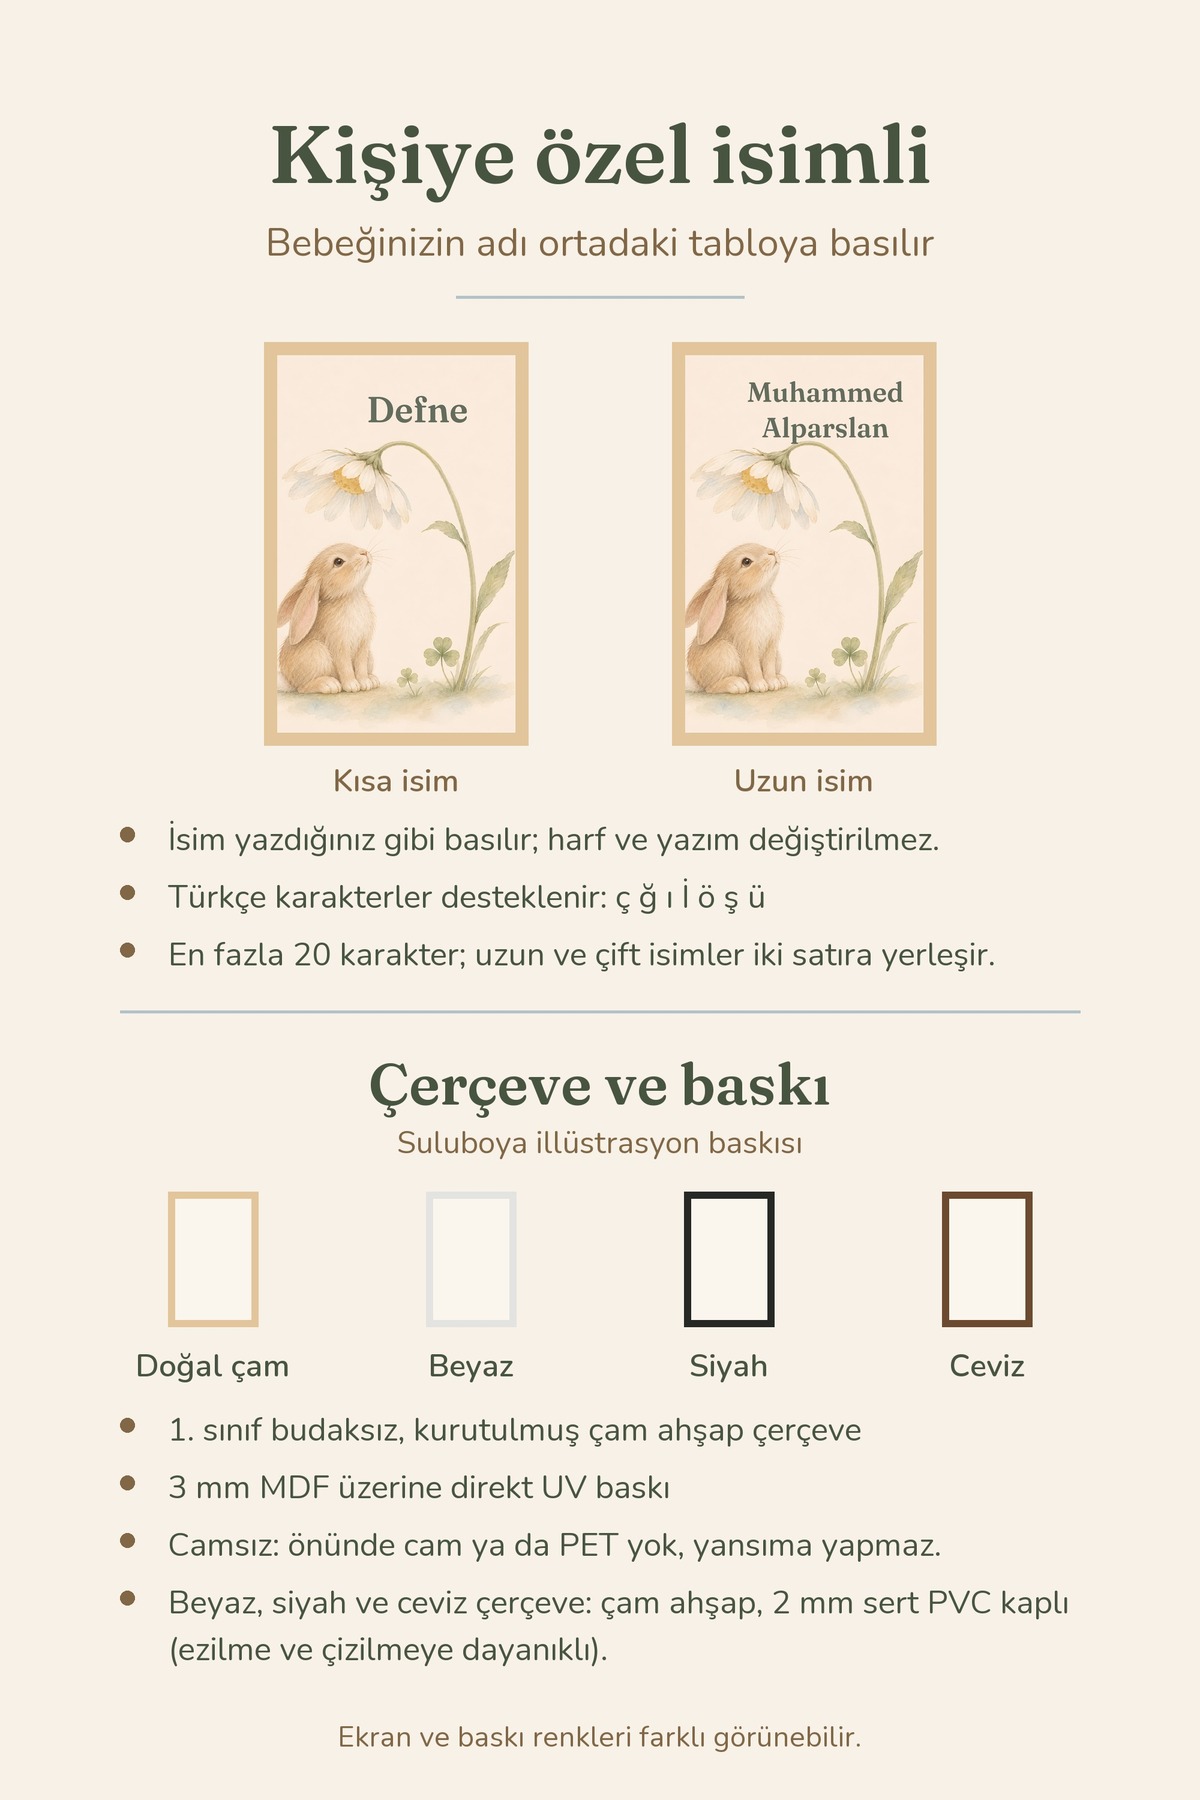 Kişiye özel isimli
Bebeğinizin adı ortadaki tabloya basılır
Defne
Muhammed
Alparslan
Kısa isim
Uzun isim
İsim yazdığınız gibi basılır; harf ve yazım değiştirilmez.
Türkçe karakterler desteklenir: ç ğ ı İ ö ş ü
En fazla 20 karakter; uzun ve çift isimler iki satıra yerleşir.
Çerçeve ve baskı
Suluboya illüstrasyon baskısı
Doğal çam
Beyaz
Siyah
Ceviz
1. sınıf budaksız, kurutulmuş çam ahşap çerçeve
3 mm MDF üzerine direkt UV baskı
Camsız: önünde cam ya da PET yok, yansıma yapmaz.
Beyaz, siyah ve ceviz çerçeve: çam ahşap, 2 mm sert PVC kaplı
(ezilme ve çizilmeye dayanıklı).
Ekran ve baskı renkleri farklı görünebilir.